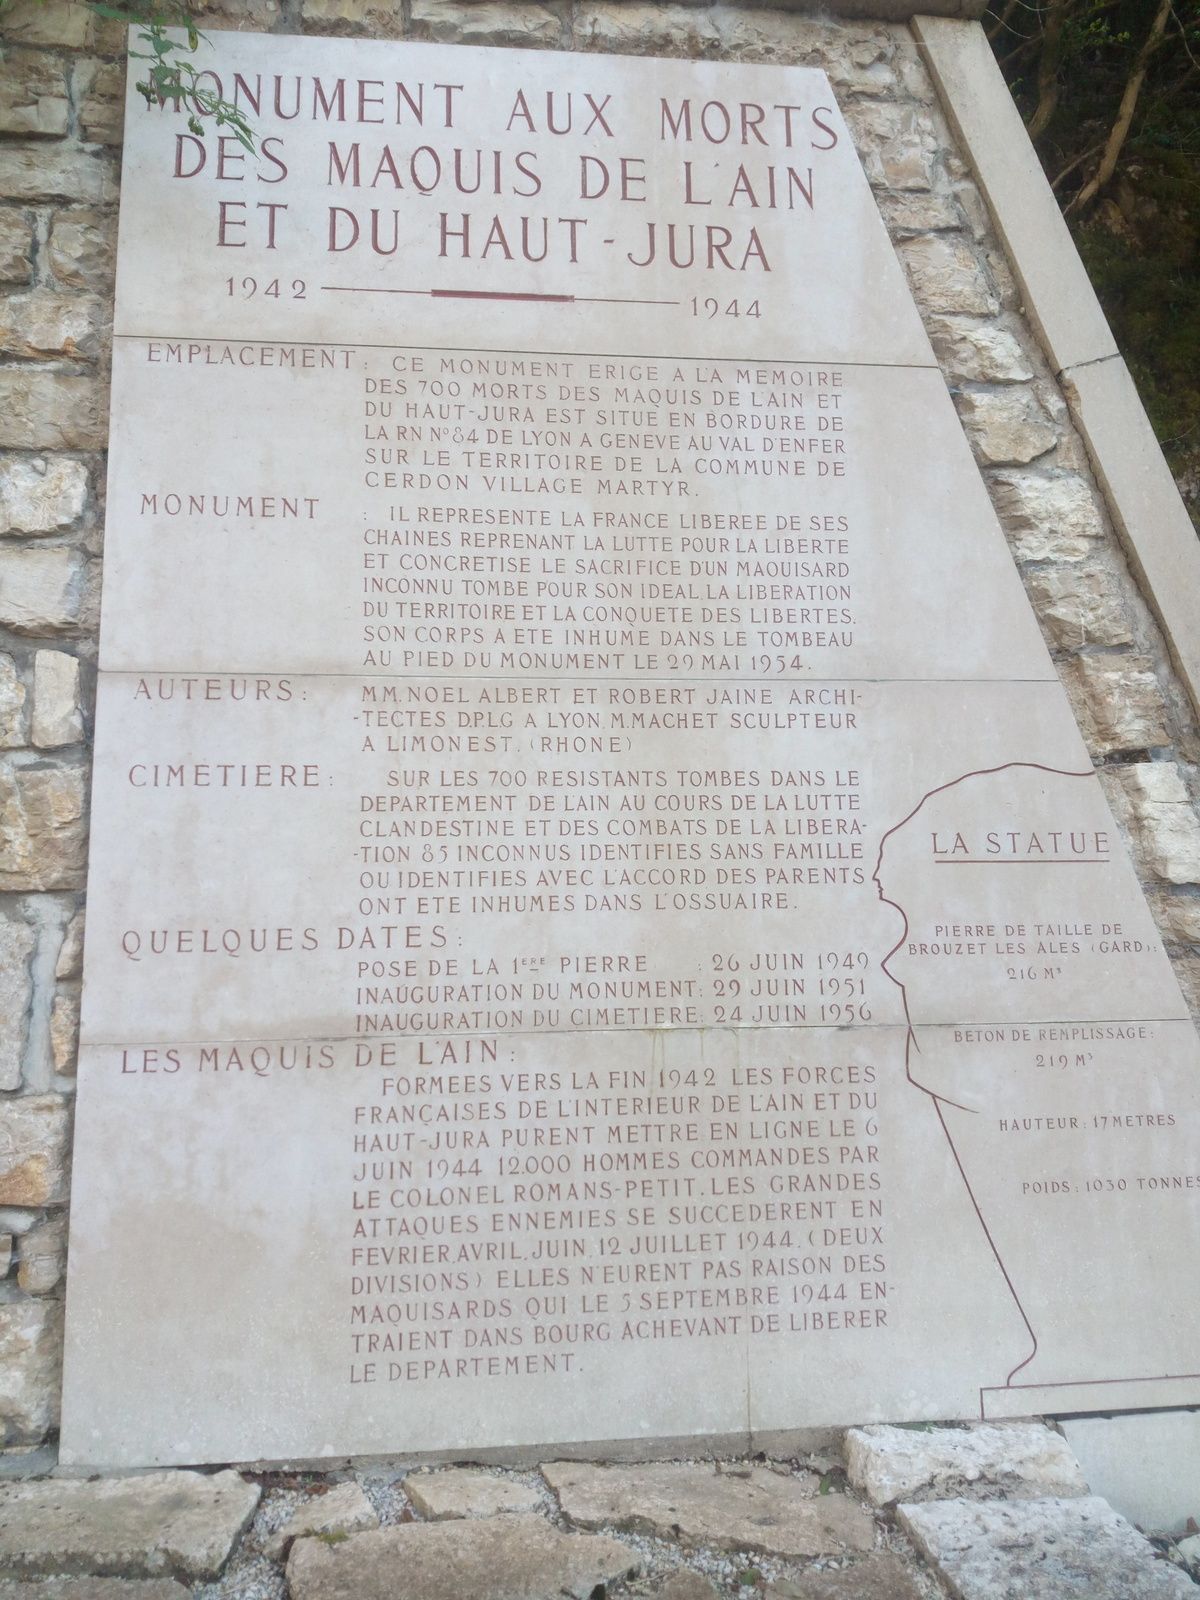 MONUMENT AUX MORTS
DES MAQUIS DE L'AIN
ET DU HAUT-JURA
1942 1944
EMPLACEMENT : CE MONUMENT ERIGE A LA MEMOIRE
DES 700 MORTS DES MAQUIS DE L'AIN ET
DU HAUT-JURA EST SITUE EN BORDURE DE
LA RN N°84 DE LYON A GENEVE AU VAL D'ENFER
SUR LE TERRITOIRE DE LA COMMUNE DE
CERDON VILLAGE MARTYR.
MONUMENT : IL REPRESENTE LA FRANCE LIBEREE DE SES
CHAINES REPRENANT LA LUTTE POUR LA LIBERTE
ET CONCRETISE LE SACRIFICE D'UN MAQUISARD
INCONNU TOMBE POUR SON IDEAL. LA LIBERATION
DU TERRITOIRE ET LA CONQUETE DES LIBERTES.
SON CORPS A ETE INHUME DANS LE TOMBEAU
AU PIED DU MONUMENT LE 29 MAI 1954.
AUTEURS : MM. NOEL ALBERT ET ROBERT JAINE ARCHI-
-TECTES D.P.L.G A LYON. M. MACHET SCULPTEUR
A LIMONEST. (RHONE)
CIMETIERE : SUR LES 700 RESISTANTS TOMBES DANS LE
DEPARTEMENT DE L'AIN AU COURS DE LA LUTTE
CLANDESTINE ET DES COMBATS DE LA LIBERA-
-TION 85 INCONNUS IDENTIFIES SANS FAMILLE
OU IDENTIFIES AVEC L'ACCORD DES PARENTS
ONT ETE INHUMES DANS L'OSSUAIRE.
QUELQUES DATES :
POSE DE LA 1ERE PIERRE : 26 JUIN 1949
INAUGURATION DU MONUMENT : 29 JUIN 1951
INAUGURATION DU CIMETIERE : 24 JUIN 1956
LES MAQUIS DE L'AIN :
FORMEES VERS LA FIN 1942 LES FORCES
FRANÇAISES DE L'INTERIEUR DE L'AIN ET DU
HAUT-JURA PURENT METTRE EN LIGNE LE 6
JUIN 1944 12.000 HOMMES COMMANDES PAR
LE COLONEL ROMANS-PETIT. LES GRANDES
ATTAQUES ENNEMIES SE SUCCEDERENT EN
FEVRIER, AVRIL, JUIN, 12 JUILLET 1944. (DEUX
DIVISIONS) ELLES N'EURENT PAS RAISON DES
MAQUISARDS QUI LE 5 SEPTEMBRE 1944 EN-
TRAIENT DANS BOURG ACHEVANT DE LIBERER
LE DEPARTEMENT.
LA STATUE
PIERRE DE TAILLE DE
BROUZET LES ALES (GARD) :
216 M³
BETON DE REMPLISSAGE :
219 M³
HAUTEUR : 17 METRES
POIDS : 1030 TONNES